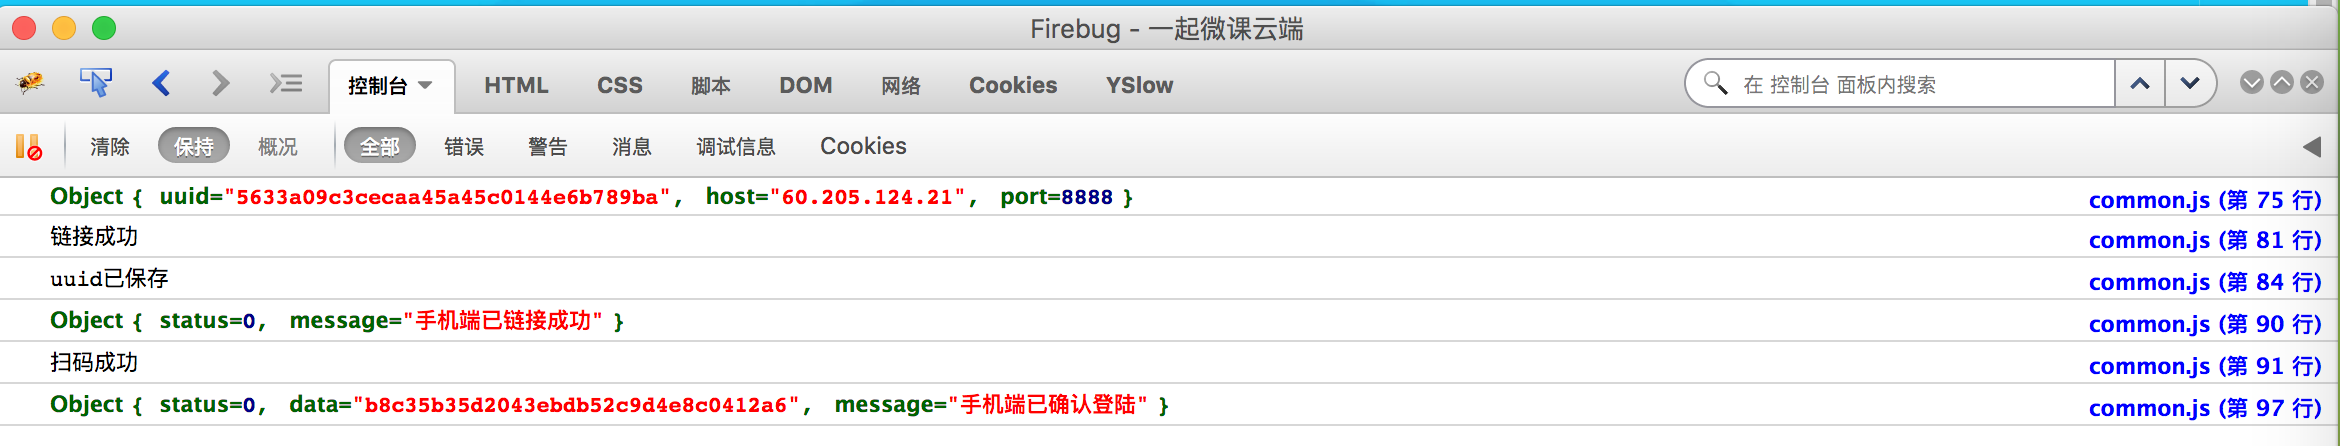 Firebug - 一起微课云端
控制台 HTML CSS 脚本 DOM 网络 Cookies YSlow 在 控制台 面板内搜索
清除 保持 概况 全部 错误 警告 消息 调试信息 Cookies
Object { uuid="5633a09c3cecaa45a45c0144e6b789ba", host="60.205.124.21", port=8888 } common.js (第 75 行)
链接成功 common.js (第 81 行)
uuid已保存 common.js (第 84 行)
Object { status=0, message="手机端已链接成功" } common.js (第 90 行)
扫码成功 common.js (第 91 行)
Object { status=0, data="b8c35b35d2043ebdb52c9d4e8c0412a6", message="手机端已确认登陆" } common.js (第 97 行)